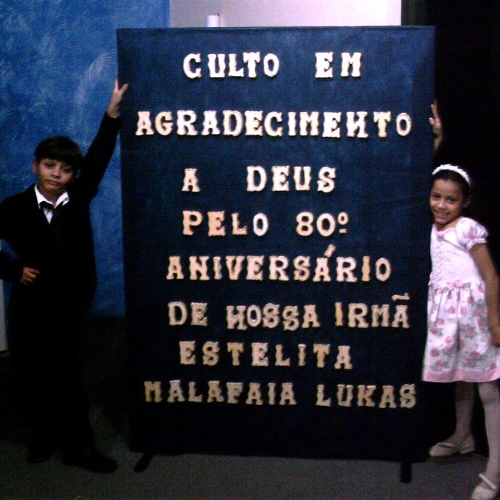 CULTO EM
AGRADECIMENTO
A DEUS
PELO 80º
ANIVERSÁRIO
DE NOSSA IRMÃ
ESTELITA
MALAFAIA LUKAS